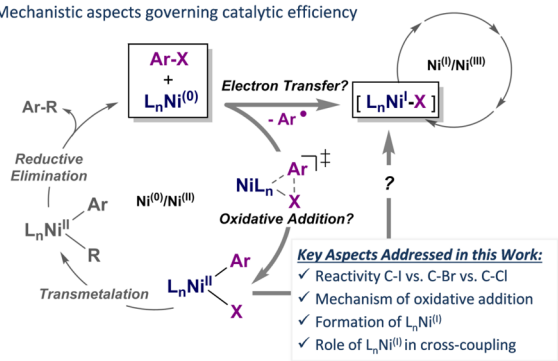 Mechanistic aspects governing catalytic efficiency
Ar-X
+
LnNi(0)
Electron Transfer?
- Ar•
[ LnNiI-X ]
Ni(I)/Ni(III)
Ar-R
Reductive
Elimination
Ar
LnNiII
R
Ni(0)/Ni(II)
Ar
NiLn
X
‡
Oxidative Addition?
?
Transmetalation
Ar
LnNiII
X
Key Aspects Addressed in this Work:
✓ Reactivity C-I vs. C-Br vs. C-Cl
✓ Mechanism of oxidative addition
✓ Formation of LnNi(I)
✓ Role of LnNi(I) in cross-coupling